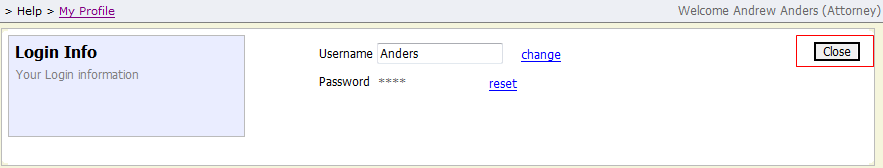 > Help > My Profile
Welcome Andrew Anders (Attorney)
Login Info
Your Login information
Username Anders change
Password **** reset
Close